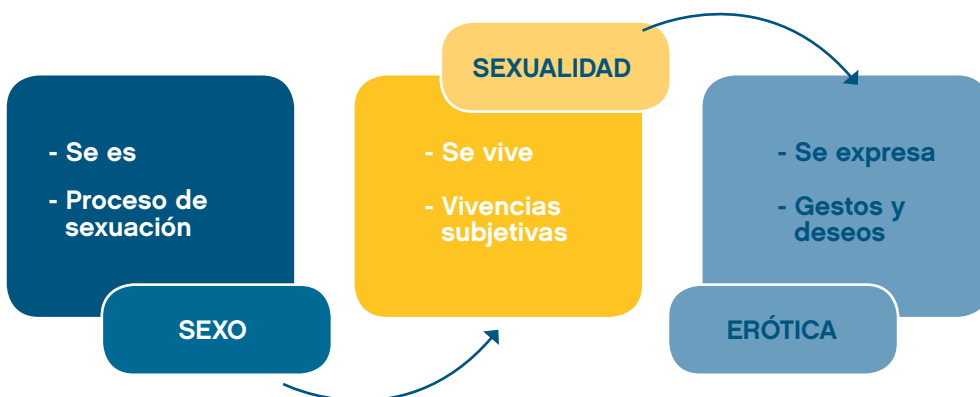 - Se es
- Proceso de
sexuación
SEXO
SEXUALIDAD
- Se vive
- Vivencias
subjetivas
- Se expresa
- Gestos y
deseos
ERÓTICA